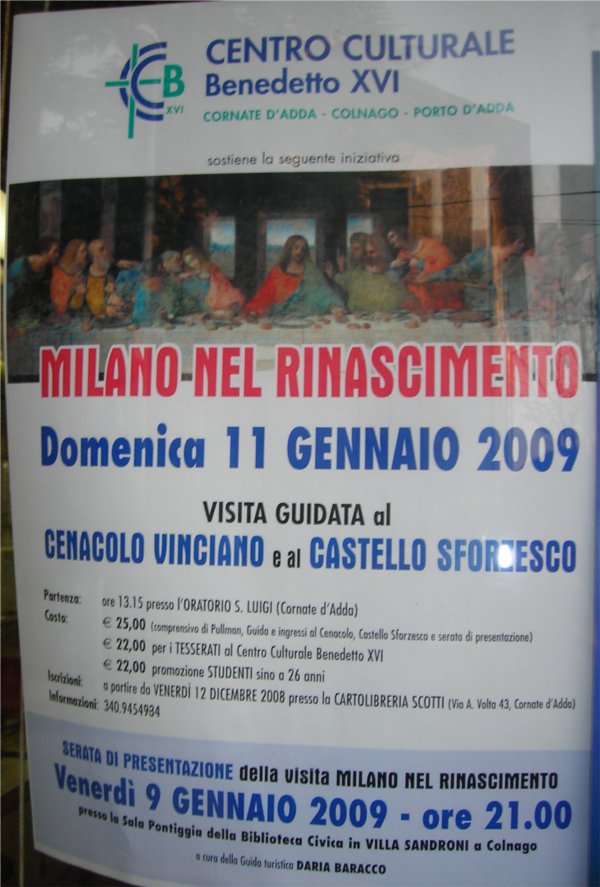 CEB
XVI
CENTRO CULTURALE
Benedetto XVI
CORNATE D'ADDA - COLNAGO - PORTO D'ADDA
sostiene la seguente iniziativa
MILANO NEL RINASCIMENTO
Domenica 11 GENNAIO 2009
VISITA GUIDATA al
CENACOLO VINCIANO e al CASTELLO SFORZESCO
Partenza: ore 13.15 presso l'ORATORIO S. LUIGI (Cornate d'Adda)
Costo: € 25,00 (comprensivo di Pullman, Guida e ingressi al Cenacolo, Castello Sforzesco e serata di presentazione)
€ 22,00 per i TESSERATI al Centro Culturale Benedetto XVI
€ 22,00 promozione STUDENTI sino a 26 anni
Iscrizioni: a partire da VENERDÌ 12 DICEMBRE 2008 presso la CARTOLIBRERIA SCOTTI (Via A. Volta 43, Cornate d'Adda)
Informazioni: 340.9454984
SERATA DI PRESENTAZIONE della visita MILANO NEL RINASCIMENTO
Venerdì 9 GENNAIO 2009 - ore 21.00
presso la Sala Pontiggia della Biblioteca Civica in VILLA SANDRONI a Colnago
a cura della Guida turistica DARIA BARACCO